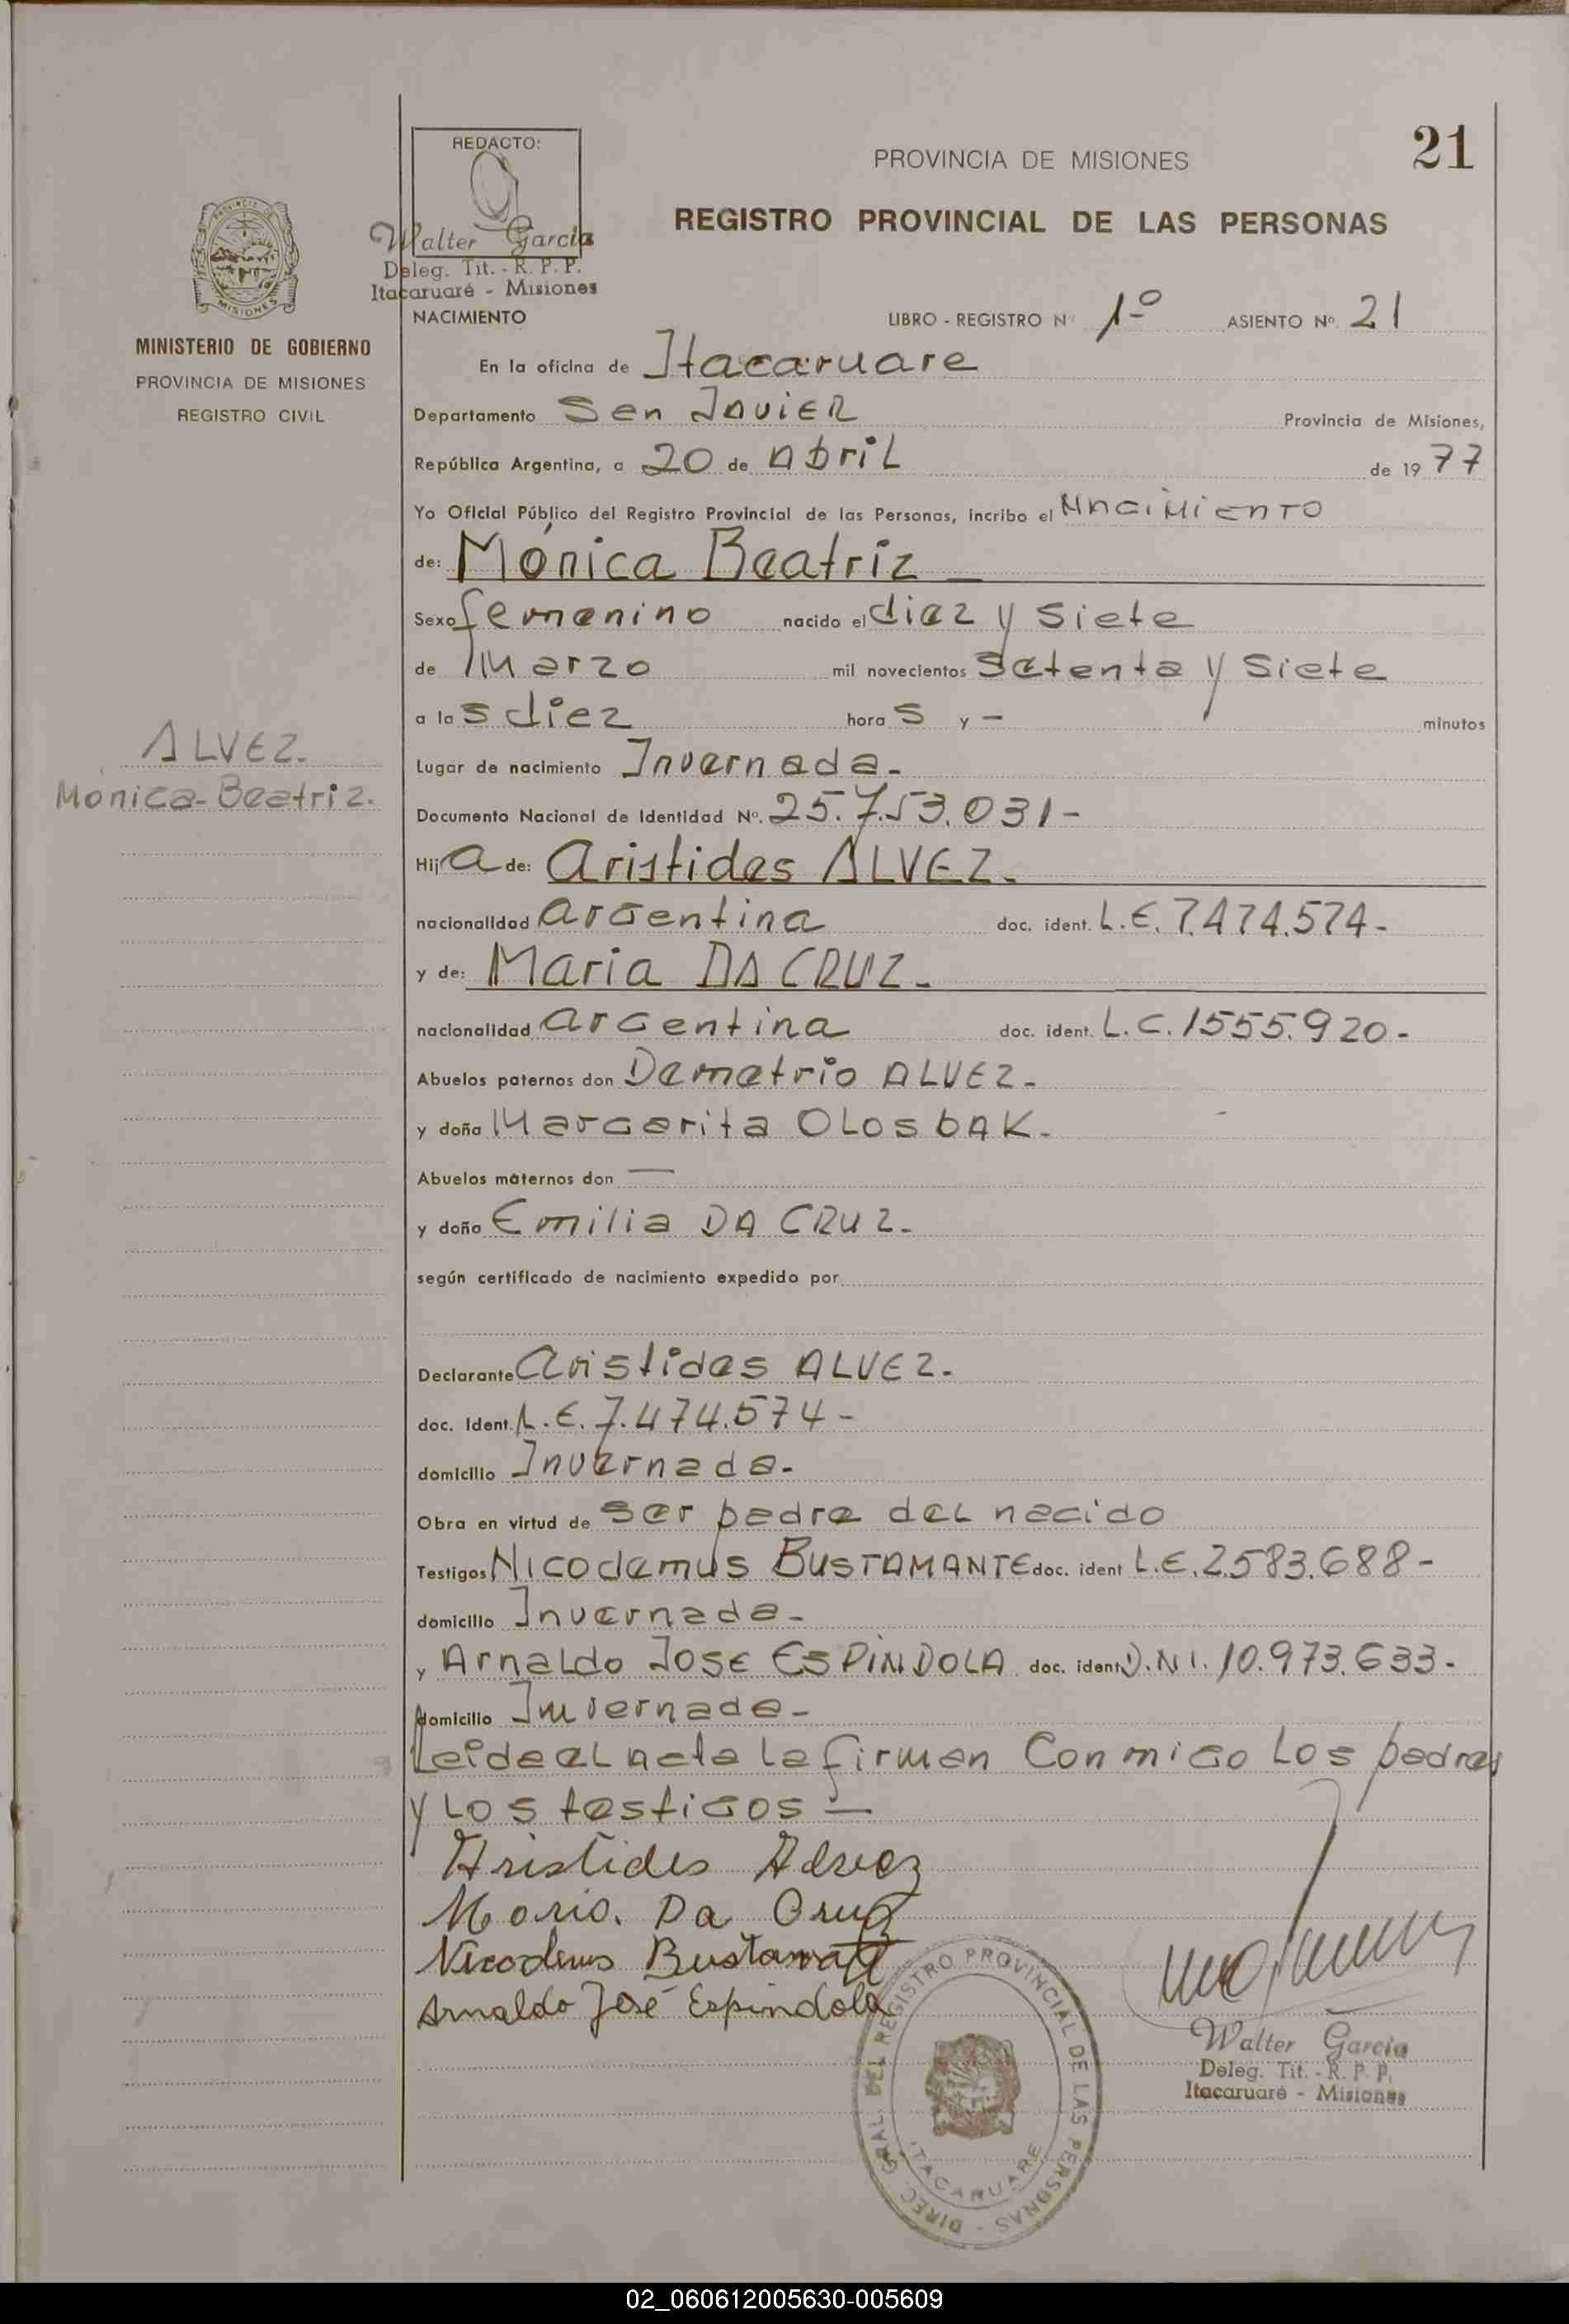 21
REDACTO:
PROVINCIA DE MISIONES
REGISTRO PROVINCIAL DE LAS PERSONAS
Walter Garcia
Deleg. Tit. - R. P. P.
Itacaruaré - Misiones
PROVINCIA DE
MISIONES
MINISTERIO DE GOBIERNO
PROVINCIA DE MISIONES
REGISTRO CIVIL
NACIMIENTO
LIBRO - REGISTRO Nº 1º ASIENTO Nº. 21
En la oficina de Itacaruare
Departamento San Javier Provincia de Misiones,
República Argentina, a 20 de Abril de 1977
Yo Oficial Público del Registro Provincial de las Personas, incribo el Nacimiento
de: Mónica Beatriz -
Sexo femenino nacido el diez y siete
de Marzo mil novecientos setenta y siete
a las diez horas y - minutos
ALVEZ.
Mónica-Beatriz.
Lugar de nacimiento Invernada.-
Documento Nacional de Identidad Nº. 25.753.031-
Hija de: Aristides ALVEZ.
nacionalidad argentina doc. ident. L.E. 7.474.574-
y de: Maria DA CRUZ.
nacionalidad argentina doc. ident. L.C. 1555.920-
Abuelos paternos don Demetrio ALVEZ.-
y doña Margarita OLOSbAK.
Abuelos maternos don —
y doña Emilia DA CRUZ.
según certificado de nacimiento expedido por
Declarante Aristides ALVEZ.
doc. Ident. L.E. 7.474.574-
domicilio Invernada.
Obra en virtud de ser padre del nacido
Testigos Nicodemus BUSTAMANTE doc. ident L.E. 2.583.688-
domicilio Invernada-
y Arnaldo JOSE ESPINDOLA doc. ident D.N.I. 10.973.633-
domicilio Invernada-
Leida el acta la firman conmigo los padres
y los testigos -
Aristides Alvez
Maria. Da Cruz
Nicodemus Bustamante
Arnaldo José Espindola
DIREC. GRAL. DEL REGISTRO PROVINCIAL DE LAS PERSONAS -
ITACARUARE
Walter Garcia
Deleg. Tit. - R. P. P.
Itacaruaré - Misiones
02_060612005630-005609